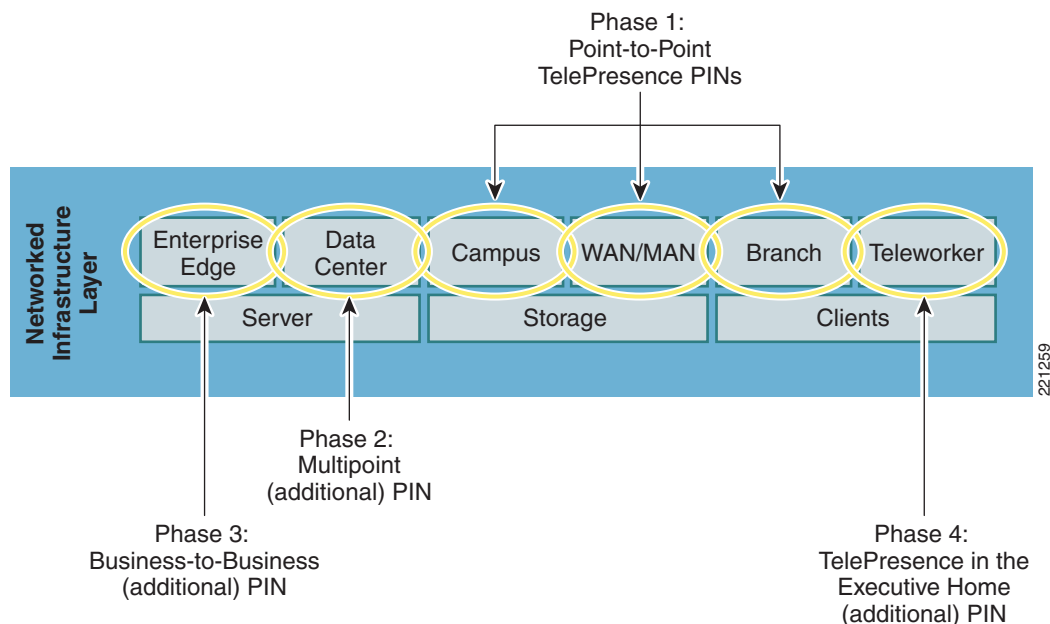 Phase 1:
Point-to-Point
TelePresence PINs
Networked
Infrastructure
Layer
Enterprise
Edge
Data
Center
Campus
WAN/MAN
Branch
Teleworker
Server
Storage
Clients
221259
Phase 2:
Multipoint
(additional) PIN
Phase 3:
Business-to-Business
(additional) PIN
Phase 4:
TelePresence in the
Executive Home
(additional) PIN